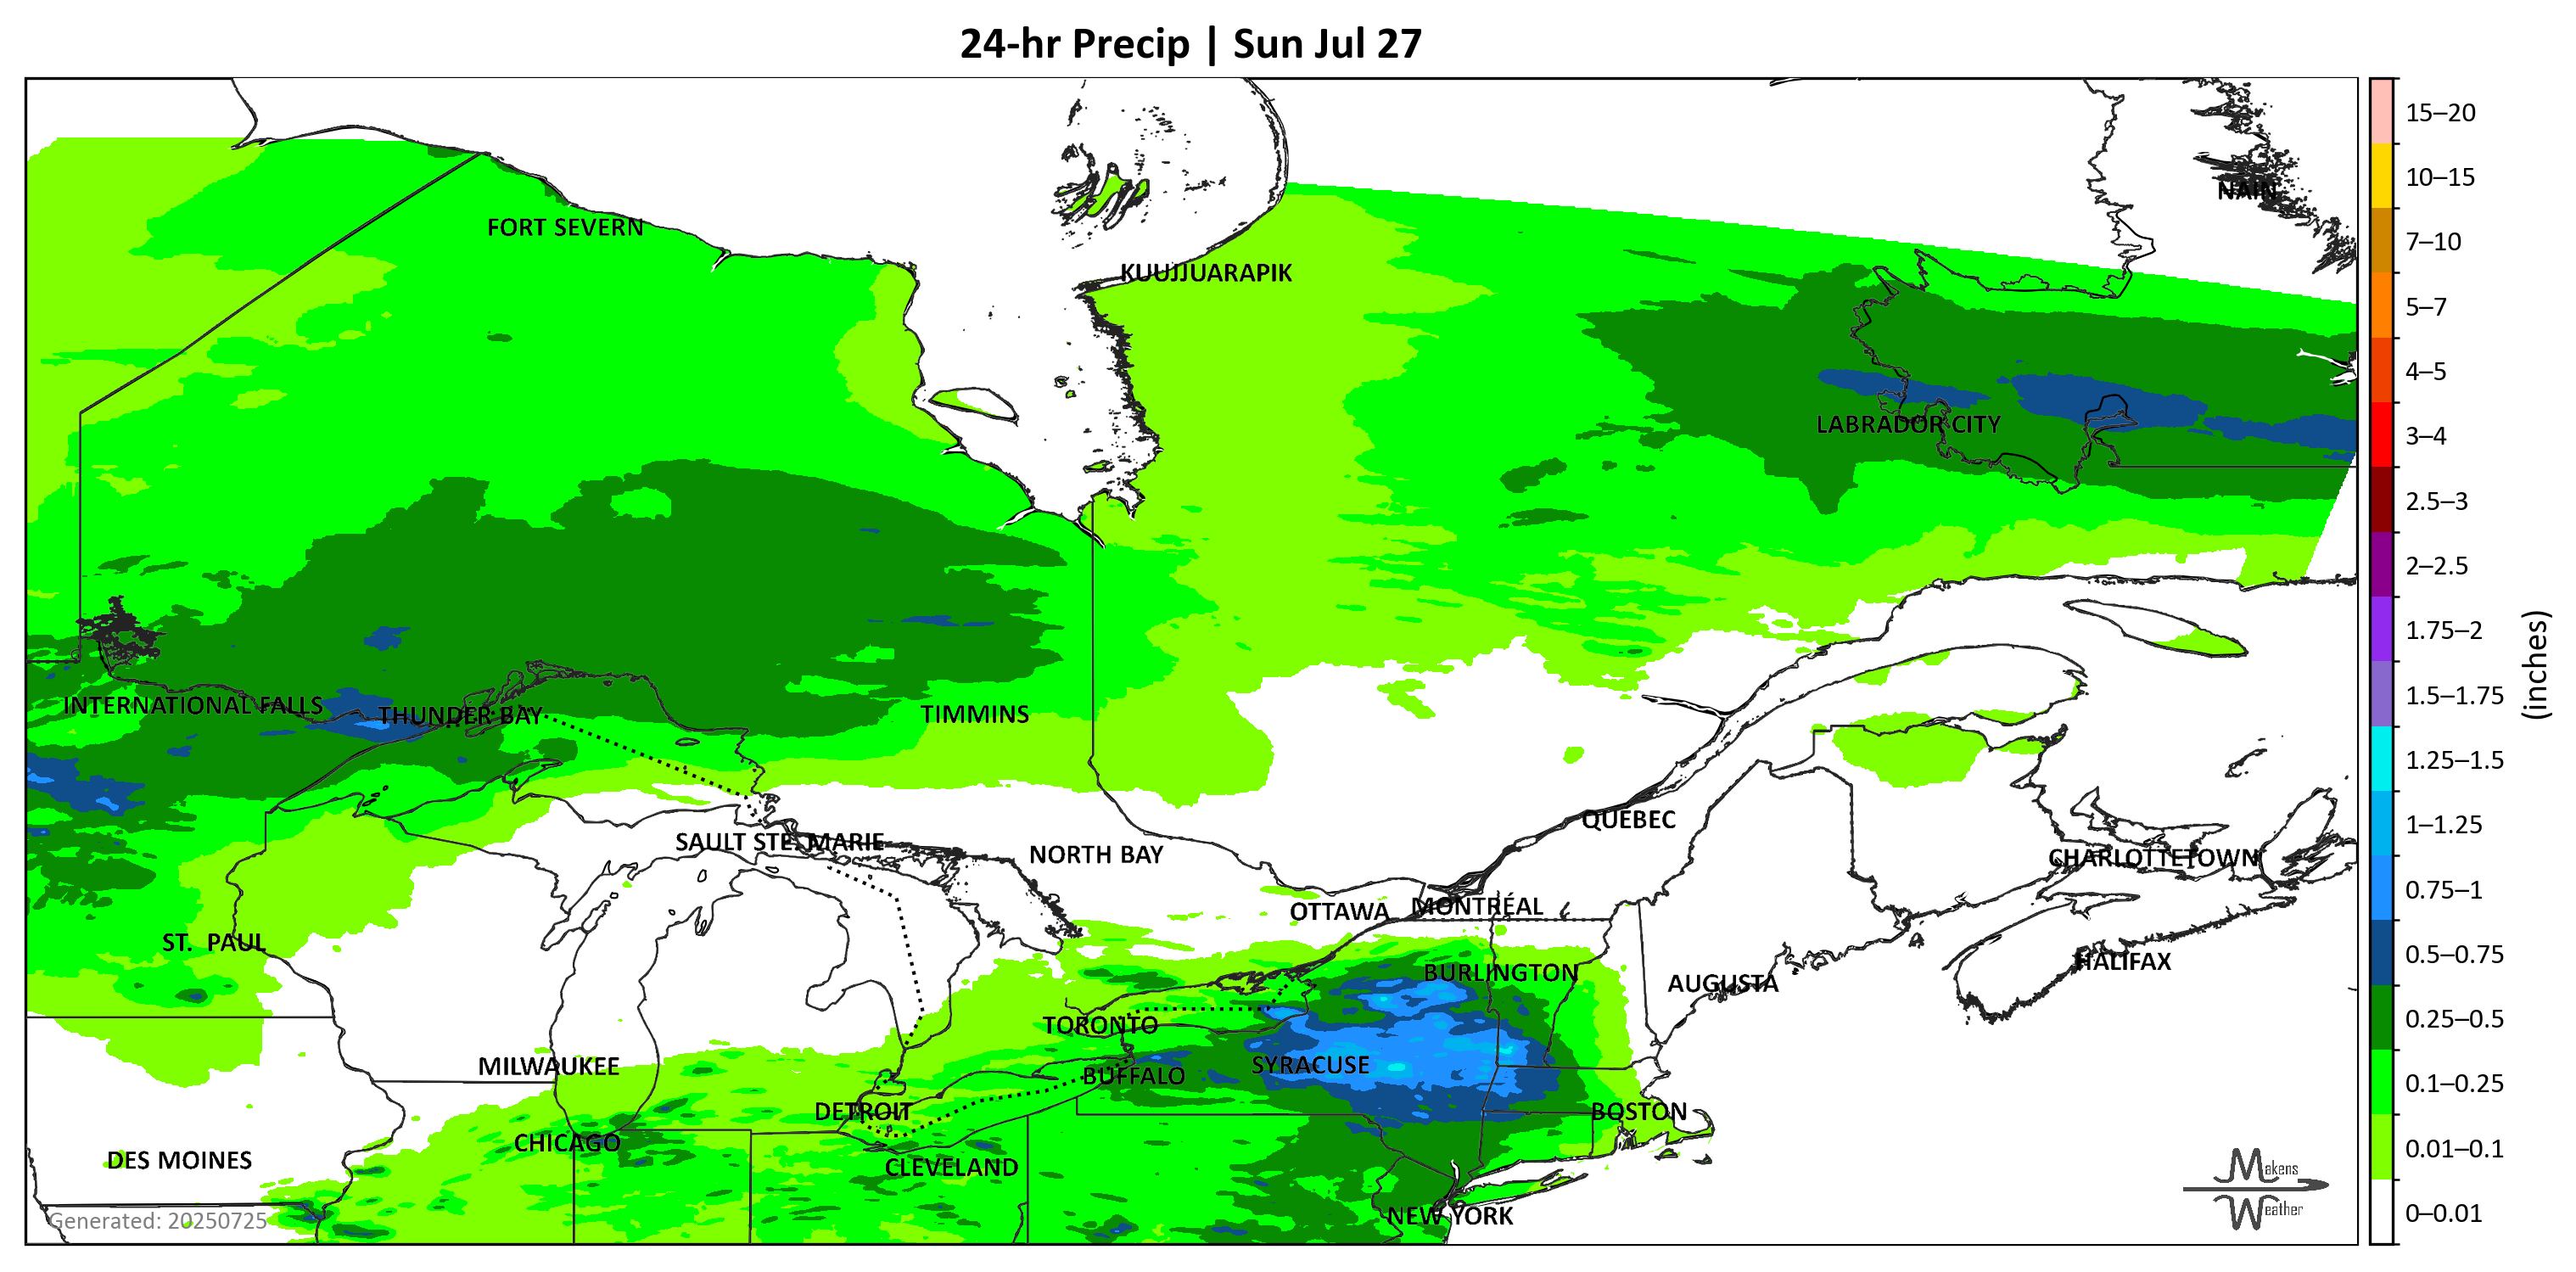 24-hr Precip | Sun Jul 27
15–20
10–15
7–10
5–7
4–5
3–4
2.5–3
2–2.5
1.75–2
1.5–1.75
1.25–1.5
1–1.25
0.75–1
0.5–0.75
0.25–0.5
0.1–0.25
0.01–0.1
0–0.01
(inches)
NAIN
FORT SEVERN
KUUJJUARAPIK
LABRADOR CITY
INTERNATIONAL FALLS
THUNDER BAY
TIMMINS
QUÉBEC
SAULT STE. MARIE
NORTH BAY
CHARLOTTETOWN
OTTAWA
MONTRÉAL
ST. PAUL
HALIFAX
BURLINGTON
AUGUSTA
TORONTO
MILWAUKEE
SYRACUSE
BUFFALO
DETROIT
BOSTON
CHICAGO
DES MOINES
CLEVELAND
NEW YORK
Generated: 20250725
Makens
Weather